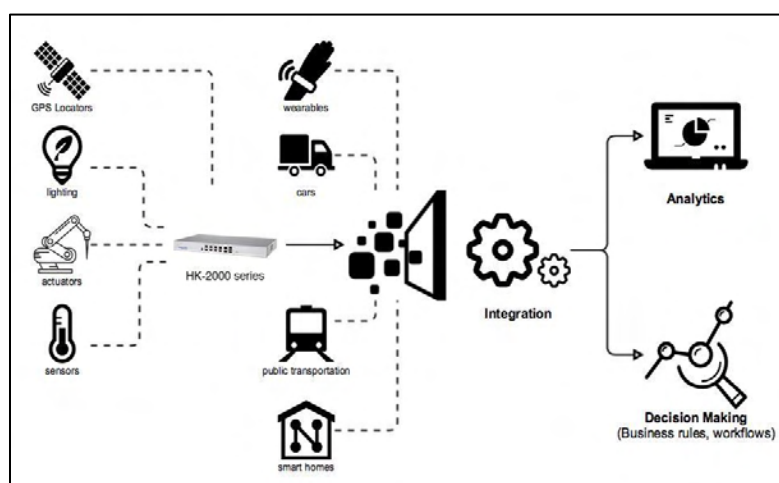 GPS Locators
wearables
lighting
cars
Analytics
HK-2000 series
actuators
Integration
sensors
public transportation
Decision Making
(Business rules, workflows)
smart homes